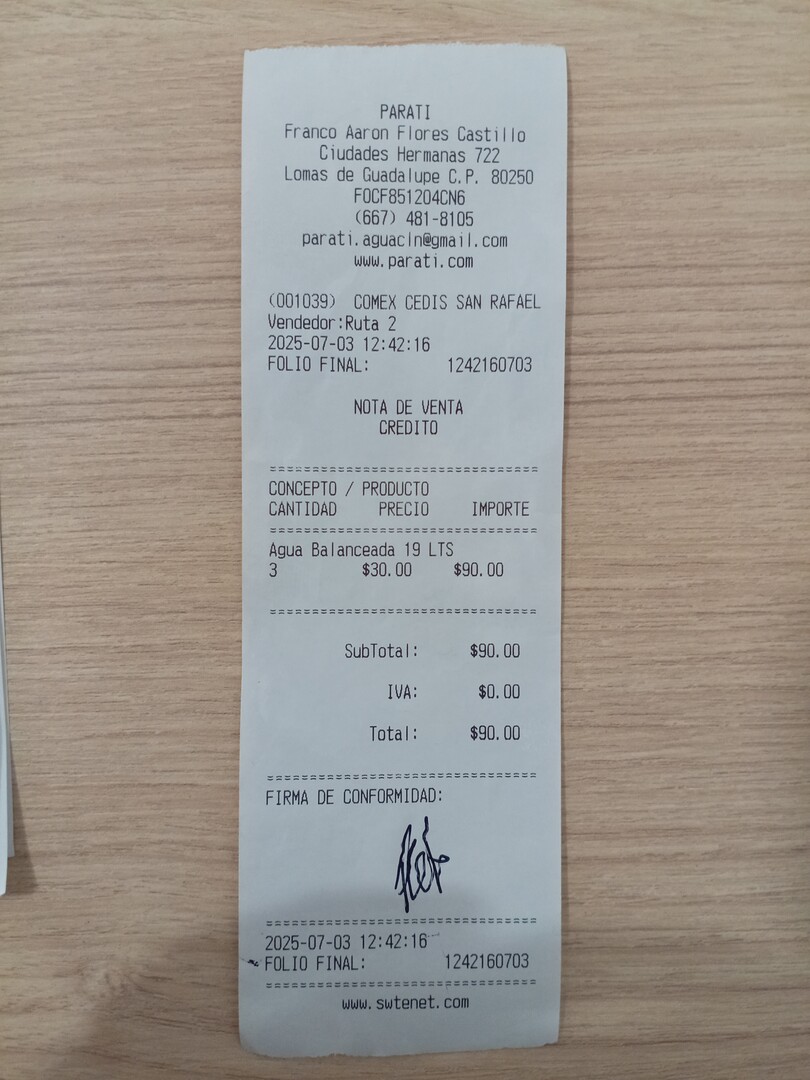 PARATI
Franco Aaron Flores Castillo
Ciudades Hermanas 722
Lomas de Guadalupe C.P. 80250
FOCF851204CN6
(667) 481-8105
parati.aguacln@gmail.com
www.parati.com
(001039) COMEX CEDIS SAN RAFAEL
Vendedor:Ruta 2
2025-07-03 12:42:16
FOLIO FINAL: 1242160703
NOTA DE VENTA
CREDITO
================================
CONCEPTO / PRODUCTO
CANTIDAD PRECIO IMPORTE
================================
Agua Balanceada 19 LTS
3 $30.00 $90.00
================================
SubTotal: $90.00
IVA: $0.00
Total: $90.00
================================
FIRMA DE CONFORMIDAD:
================================
2025-07-03 12:42:16
FOLIO FINAL: 1242160703
================================
www.swtenet.com